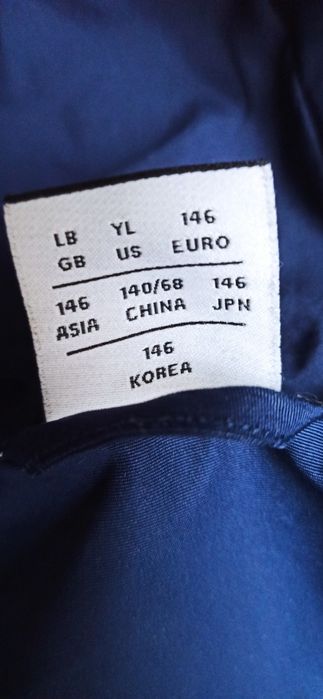 LB YL 146
GB US EURO
146 140/68 146
ASIA CHINA JPN
146
KOREA